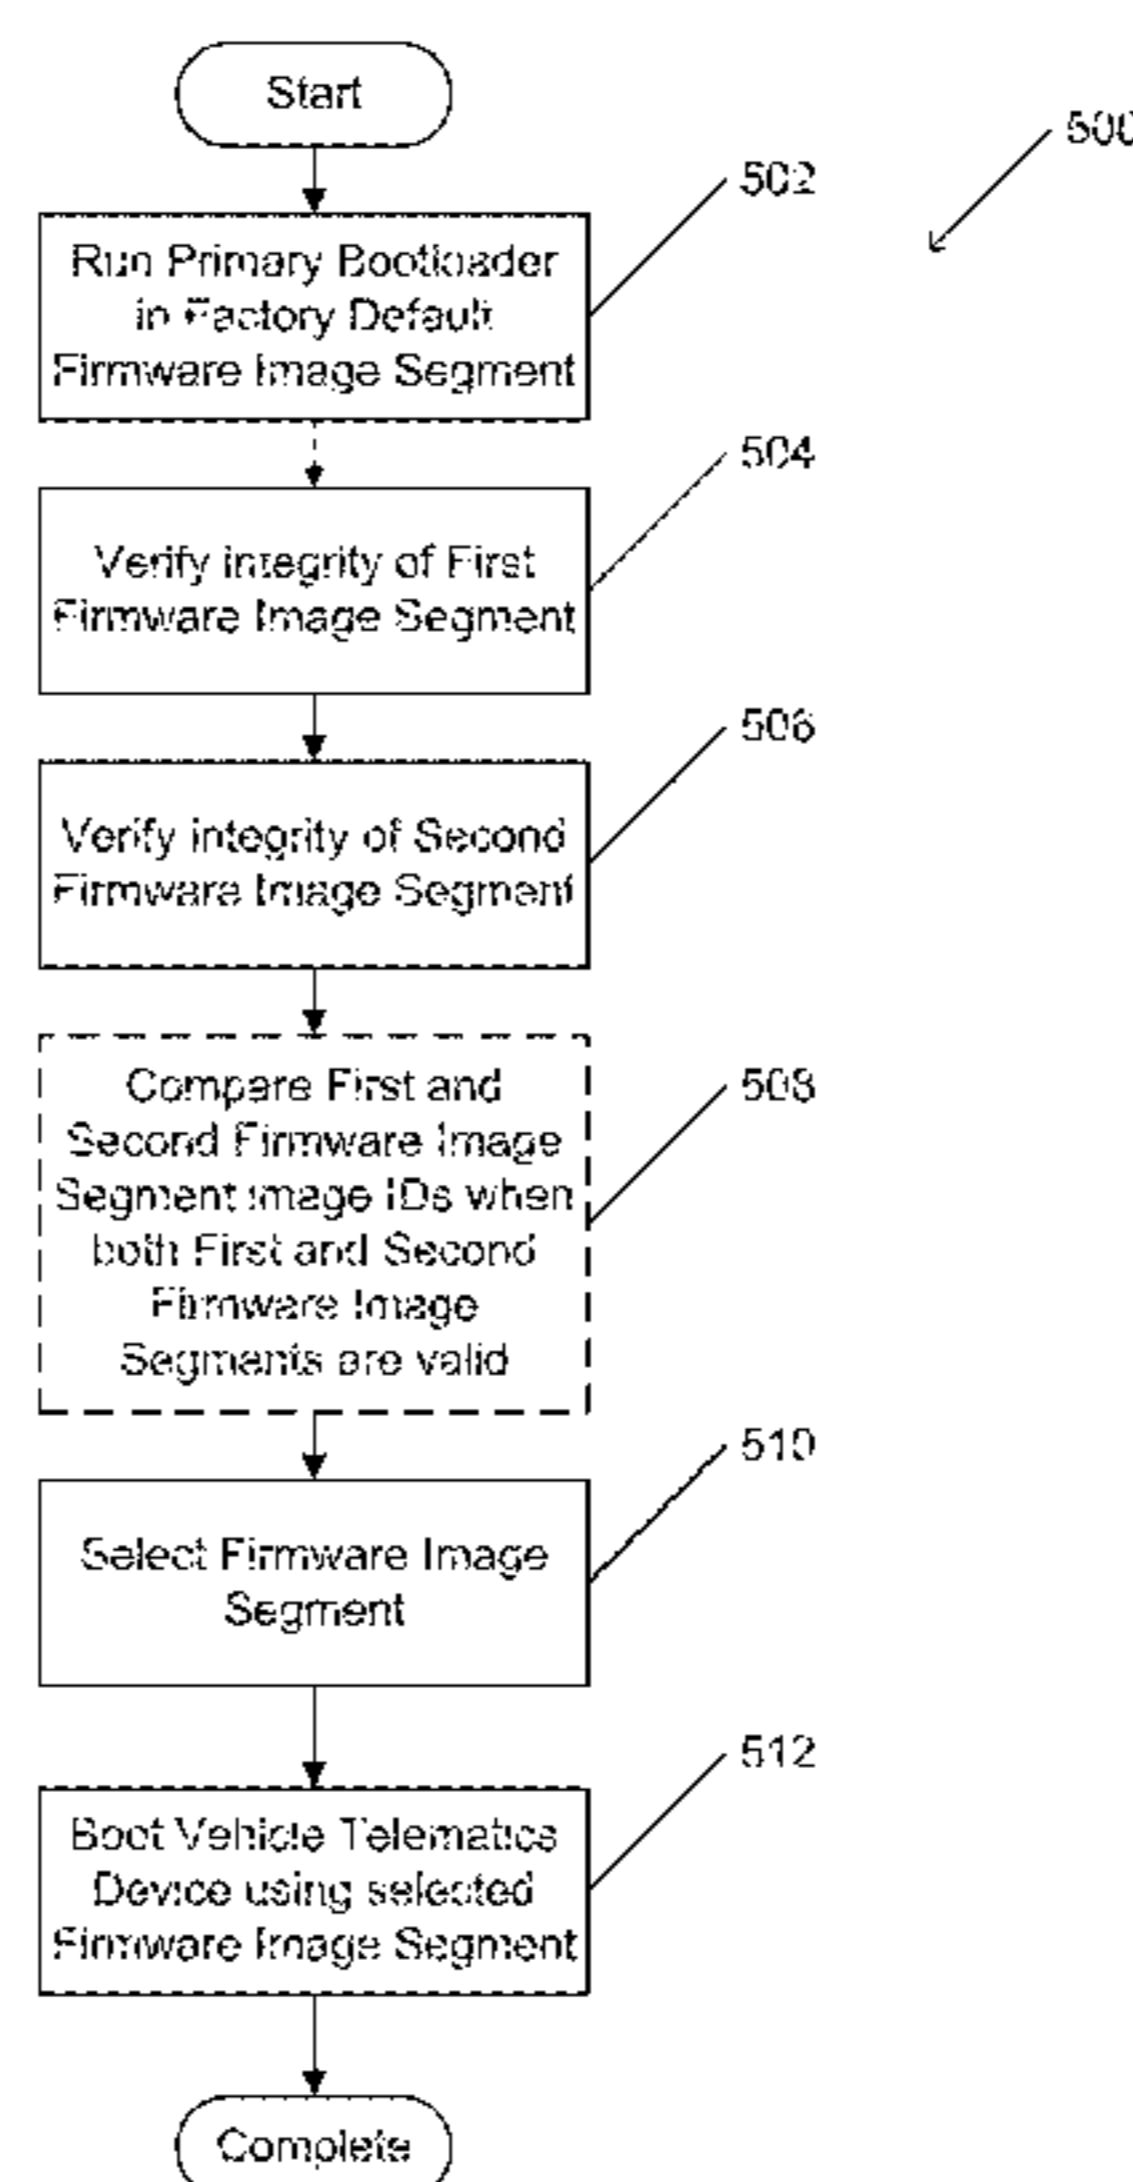 Start
500
502
Run Primary Bootloader
in Factory Default
Firmware Image Segment
504
Verify integrity of First
Firmware Image Segment
506
Verify integrity of Second
Firmware Image Segment
508
Compare First and
Second Firmware Image
Segment image IDs when
both First and Second
Firmware Image
Segments are valid
510
Select Firmware Image
Segment
512
Boot Vehicle Telematics
Device using selected
Firmware Image Segment
Complete